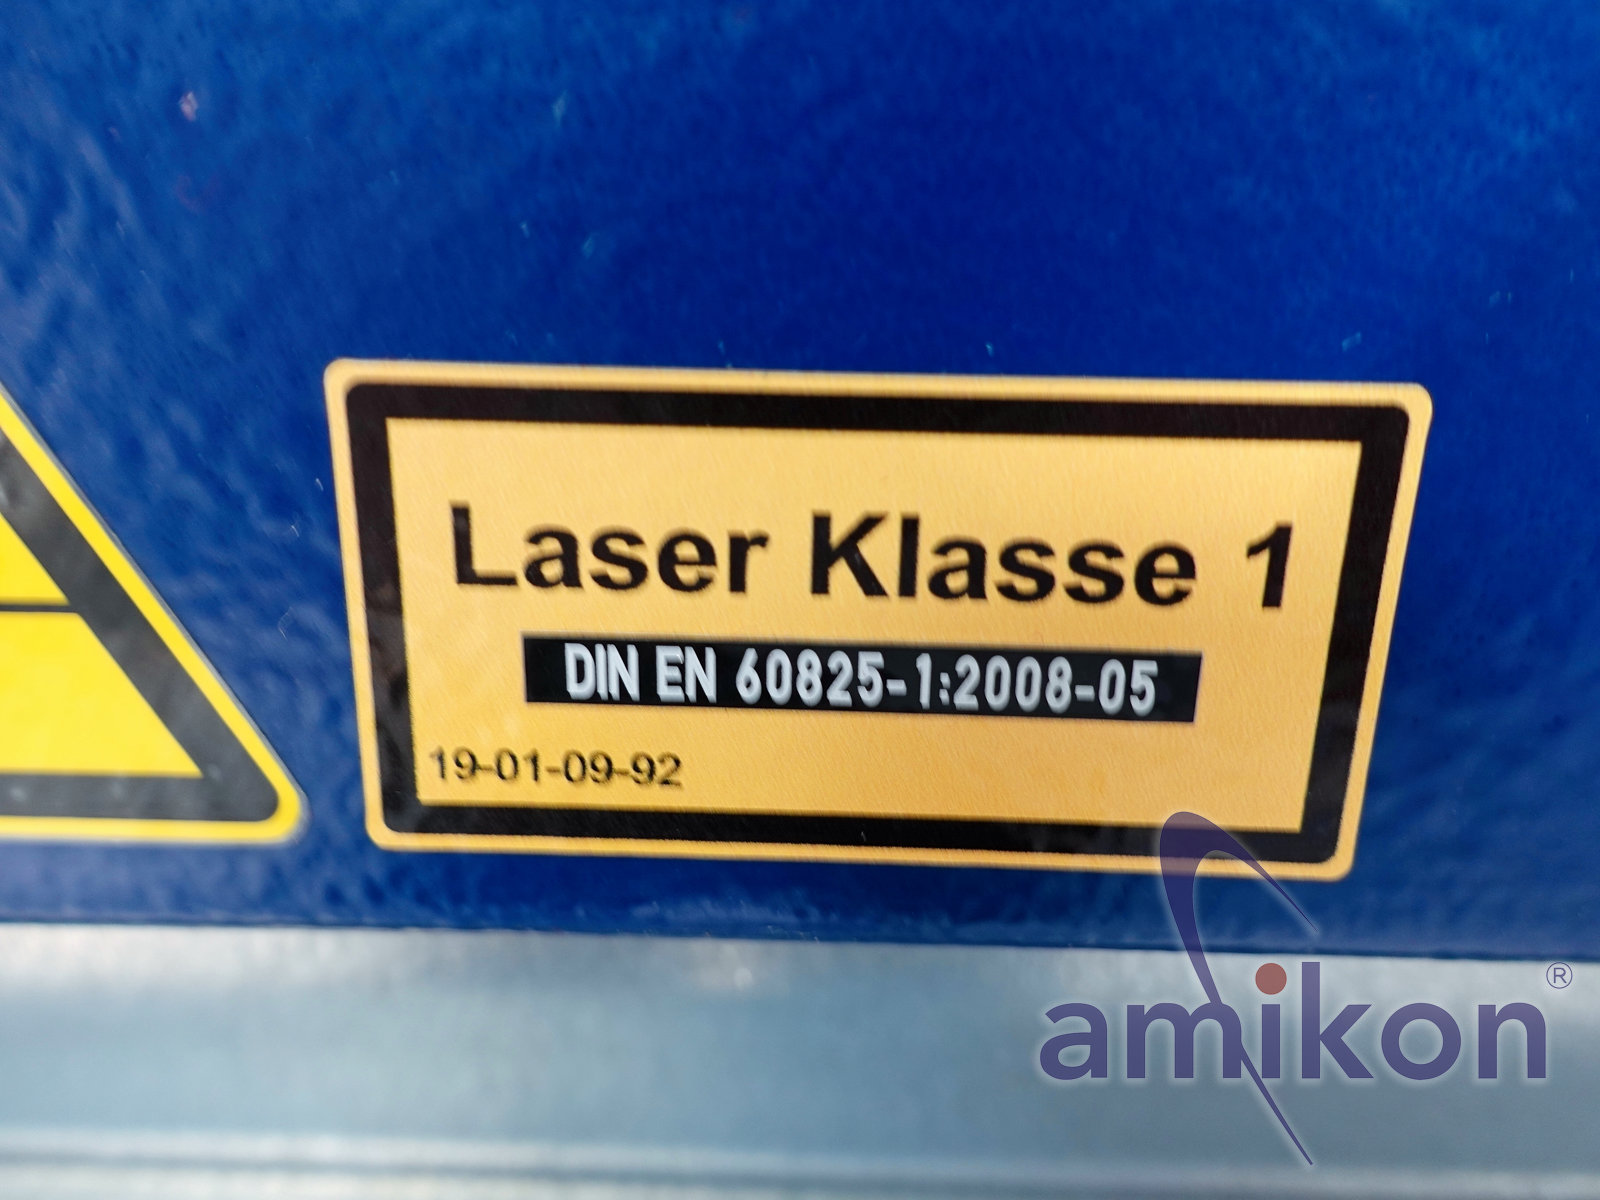 Laser Klasse 1
DIN EN 60825-1:2008-05
19-01-09-92
amikon®